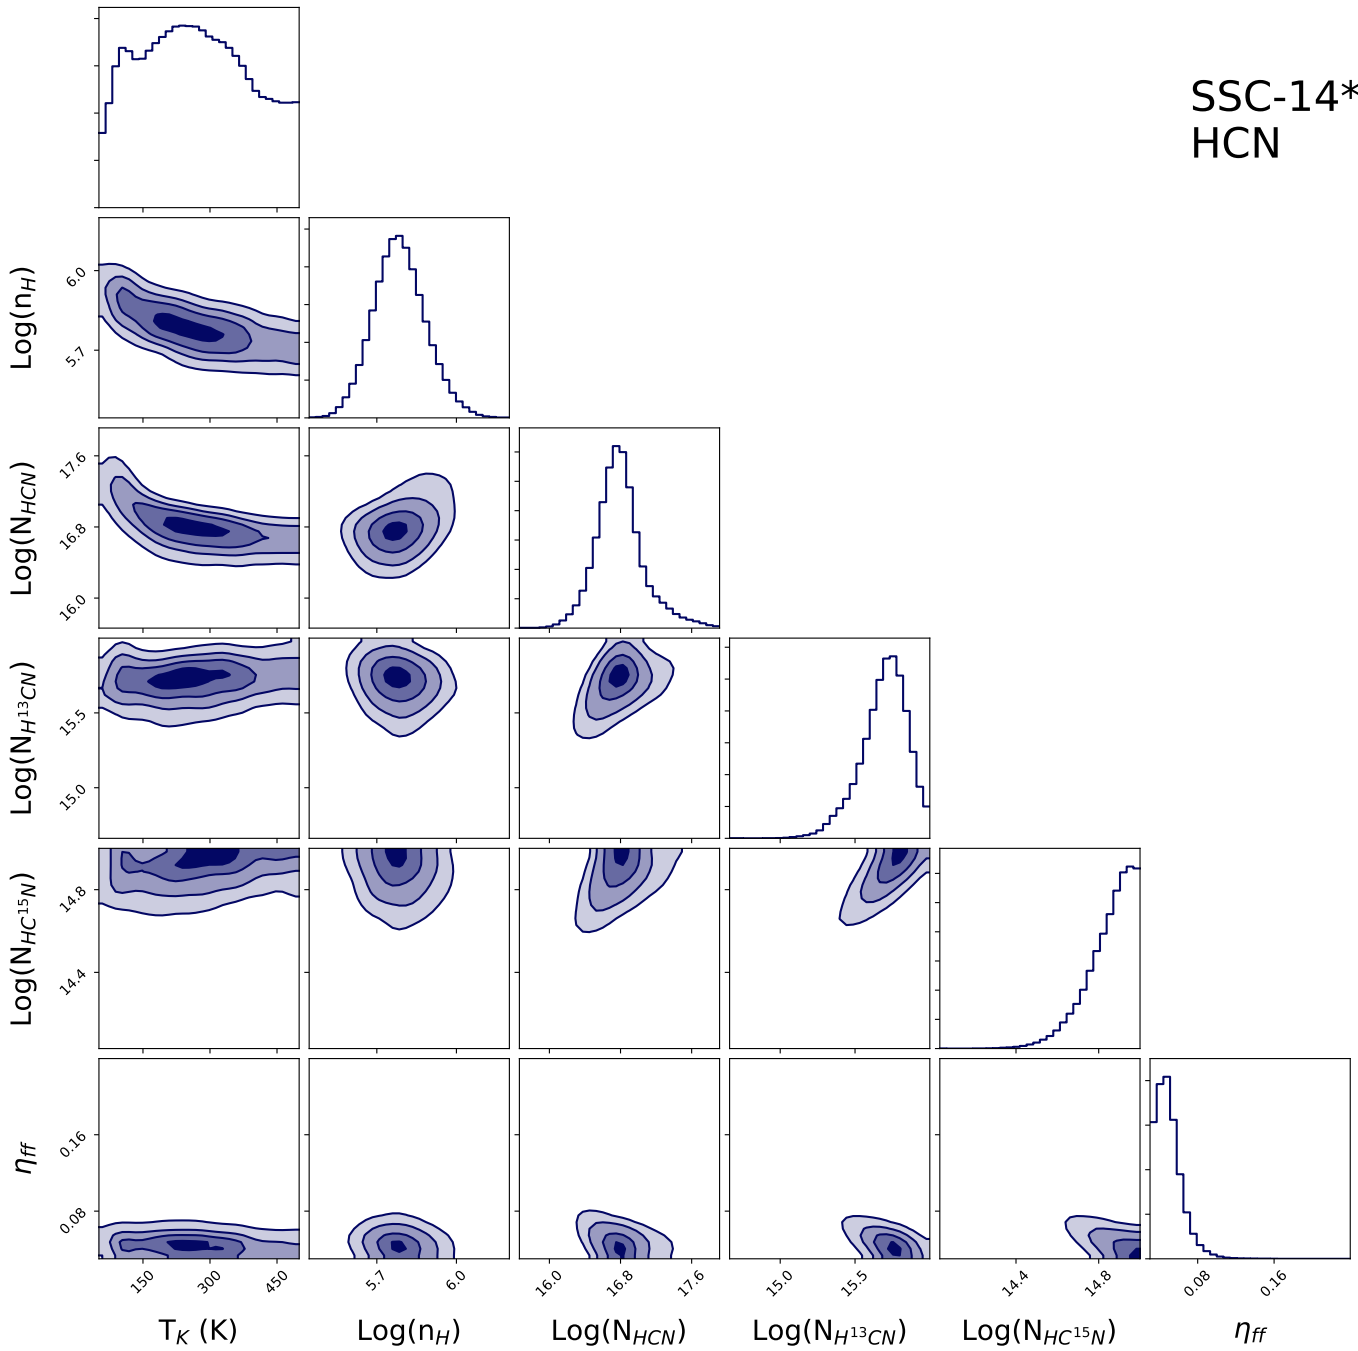 SSC-14*
HCN
Log(n_H)
6.0
5.7
Log(N_HCN)
17.6
16.8
16.0
Log(N_H¹³CN)
15.5
15.0
Log(N_HC¹⁵N)
14.8
14.4
η_ff
0.16
0.08
150 300 450 5.7 6.0 16.0 16.8 17.6 15.0 15.5 14.4 14.8 0.08 0.16
T_K (K) Log(n_H) Log(N_HCN) Log(N_H¹³CN) Log(N_HC¹⁵N) η_ff